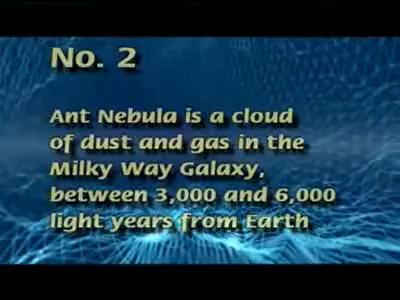 No. 2
Ant Nebula is a cloud
of dust and gas in the
Milky Way Galaxy,
between 3,000 and 6,000
light years from Earth